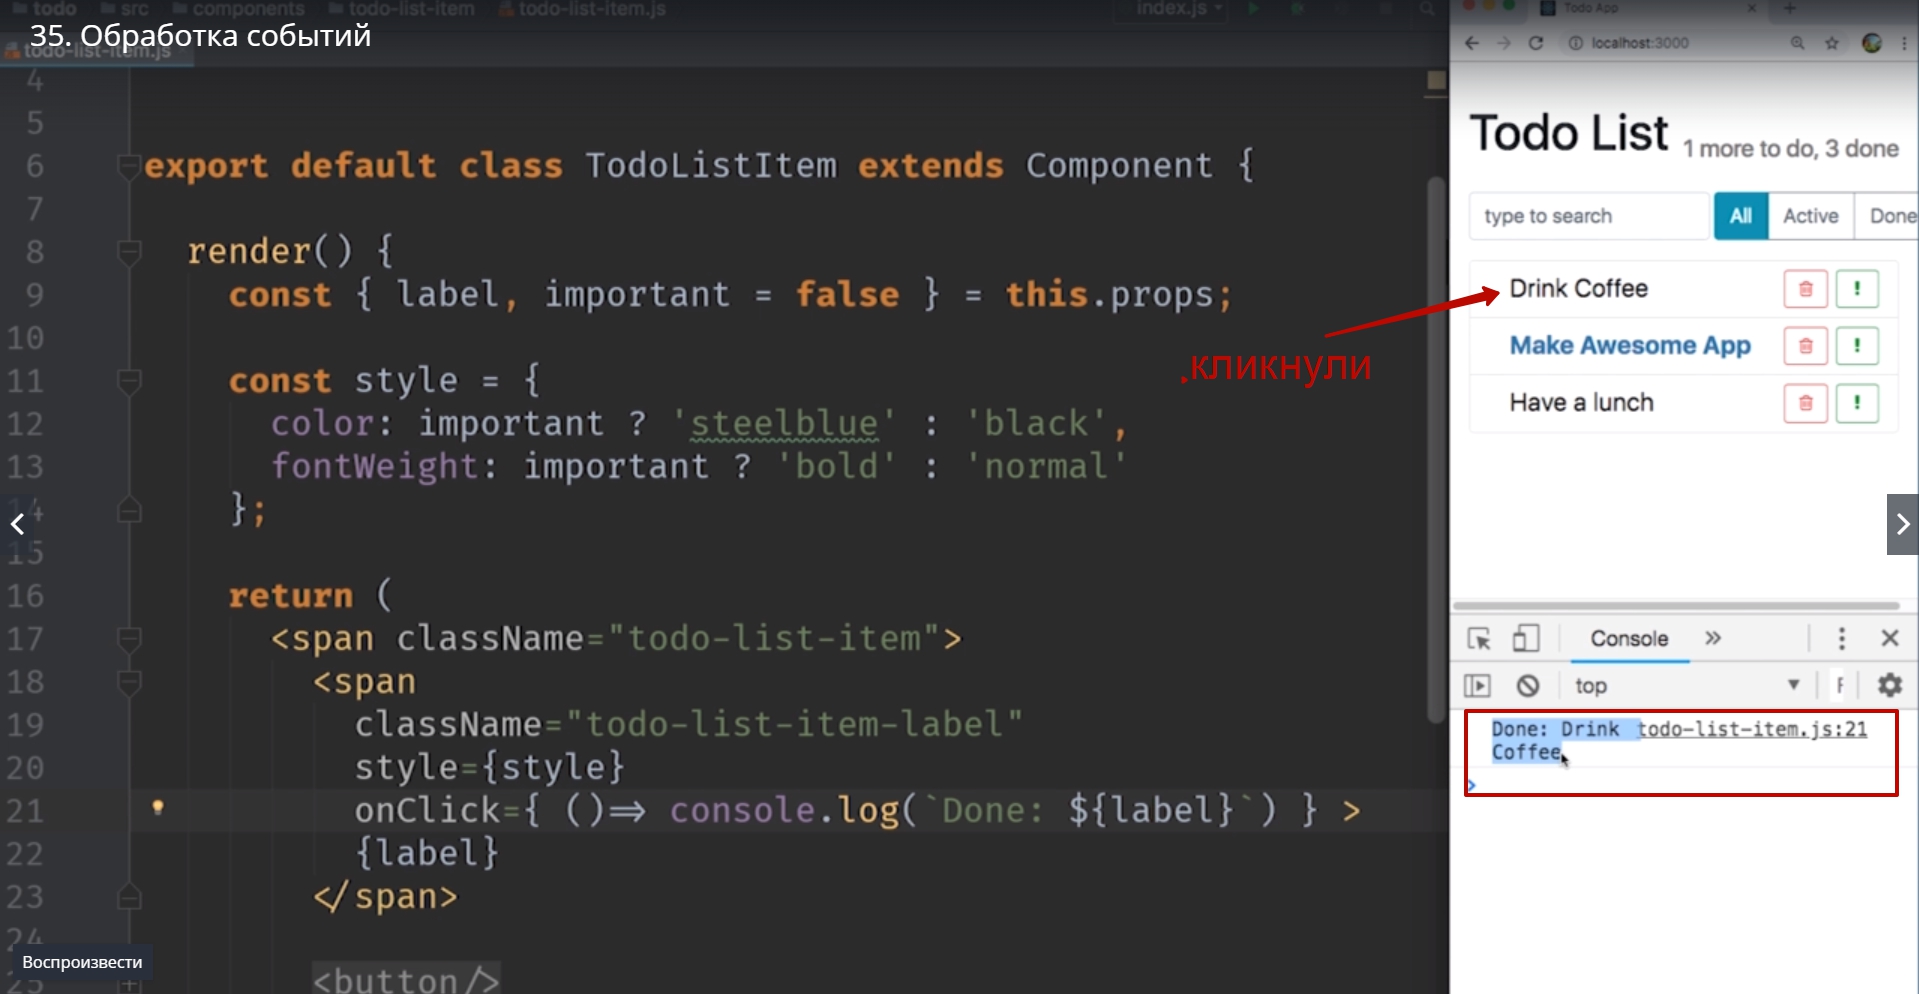 todo src components todo-list-item todo-list-item.js index.js
35. Обработка событий
todo-list-item.js
4
5
6 export default class TodoListItem extends Component {
7
8 render() {
9 const { label, important = false } = this.props;
10
11 const style = {
12 color: important ? 'steelblue' : 'black',
13 fontWeight: important ? 'bold' : 'normal'
14 };
15
16 return (
17 <span className="todo-list-item">
18 <span
19 className="todo-list-item-label"
20 style={style}
21 onClick={ ()=> console.log(`Done: ${label}`) } >
22 {label}
23 </span>
24
25 <button/>
Воспроизвести
кликнули
Todo App
localhost:3000
Todo List 1 more to do, 3 done
type to search All Active Done
Drink Coffee !
Make Awesome App !
Have a lunch !
Console »
top
Done: Drink todo-list-item.js:21
Coffee